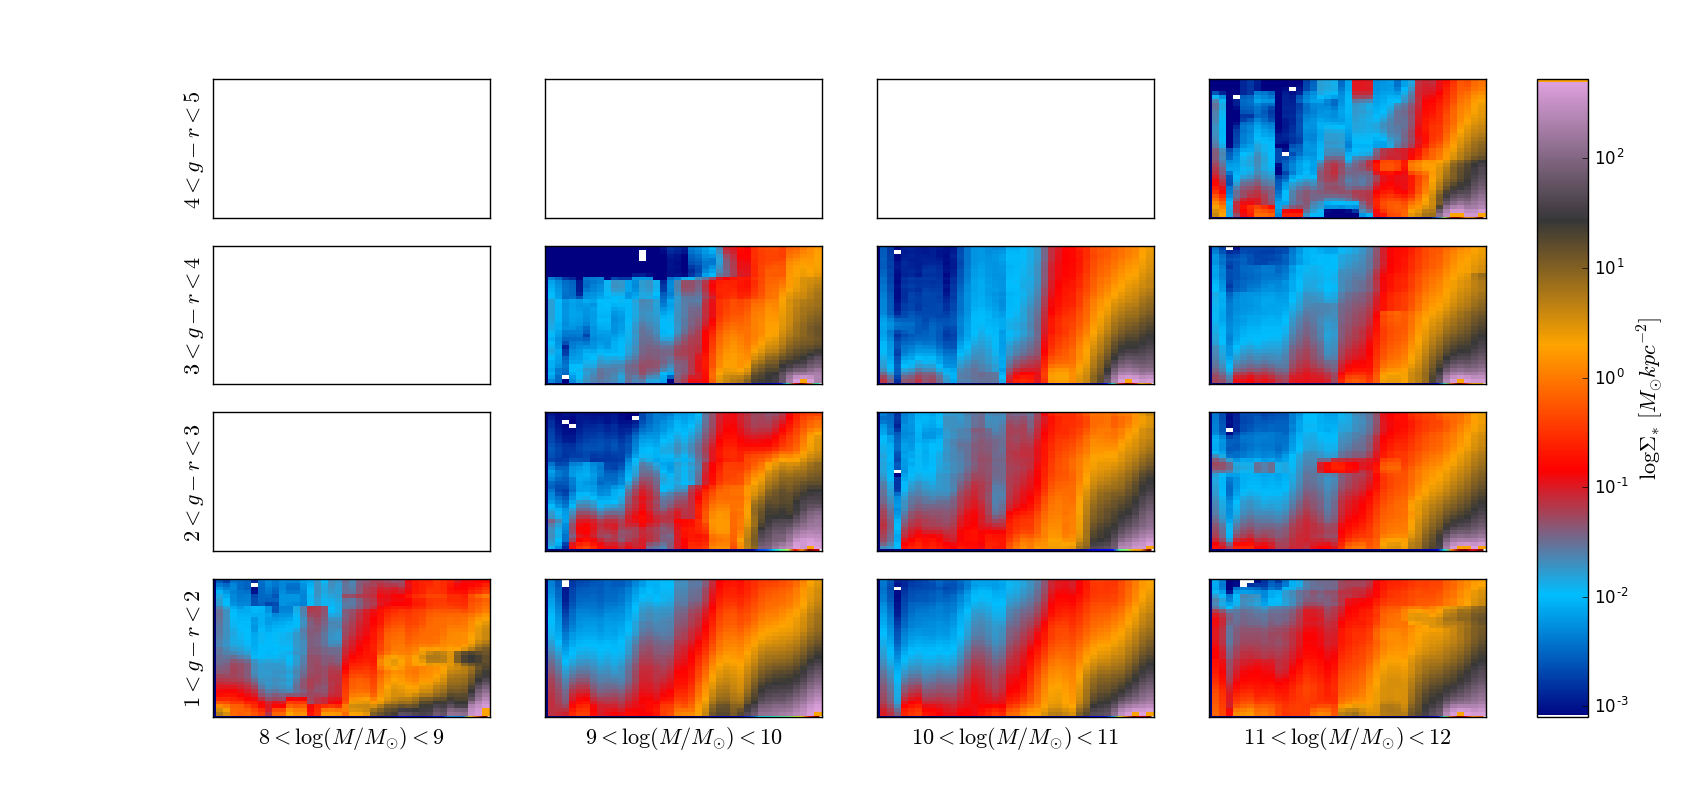 4 < g − r < 5
3 < g − r < 4
2 < g − r < 3
1 < g − r < 2
8 < log(M/M⊙) < 9
9 < log(M/M⊙) < 10
10 < log(M/M⊙) < 11
11 < log(M/M⊙) < 12
10²
10¹
10⁰
10⁻¹
10⁻²
10⁻³
logΣ∗ [M⊙kpc⁻²]